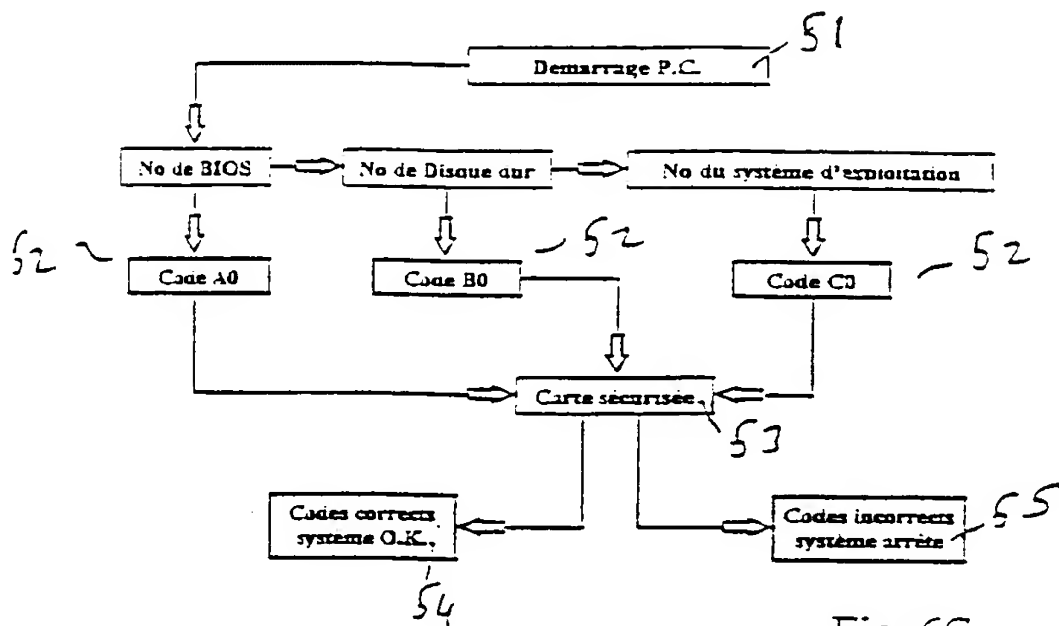 51
Demarrage P.C.
No de BIOS
No de Disque dur
No du système d'exploitation
52
Code A0
52
Code B0
52
Code C0
Carte sécurisée
53
Codes corrects
système O.K.
54
Codes incorrects
système arrête
55